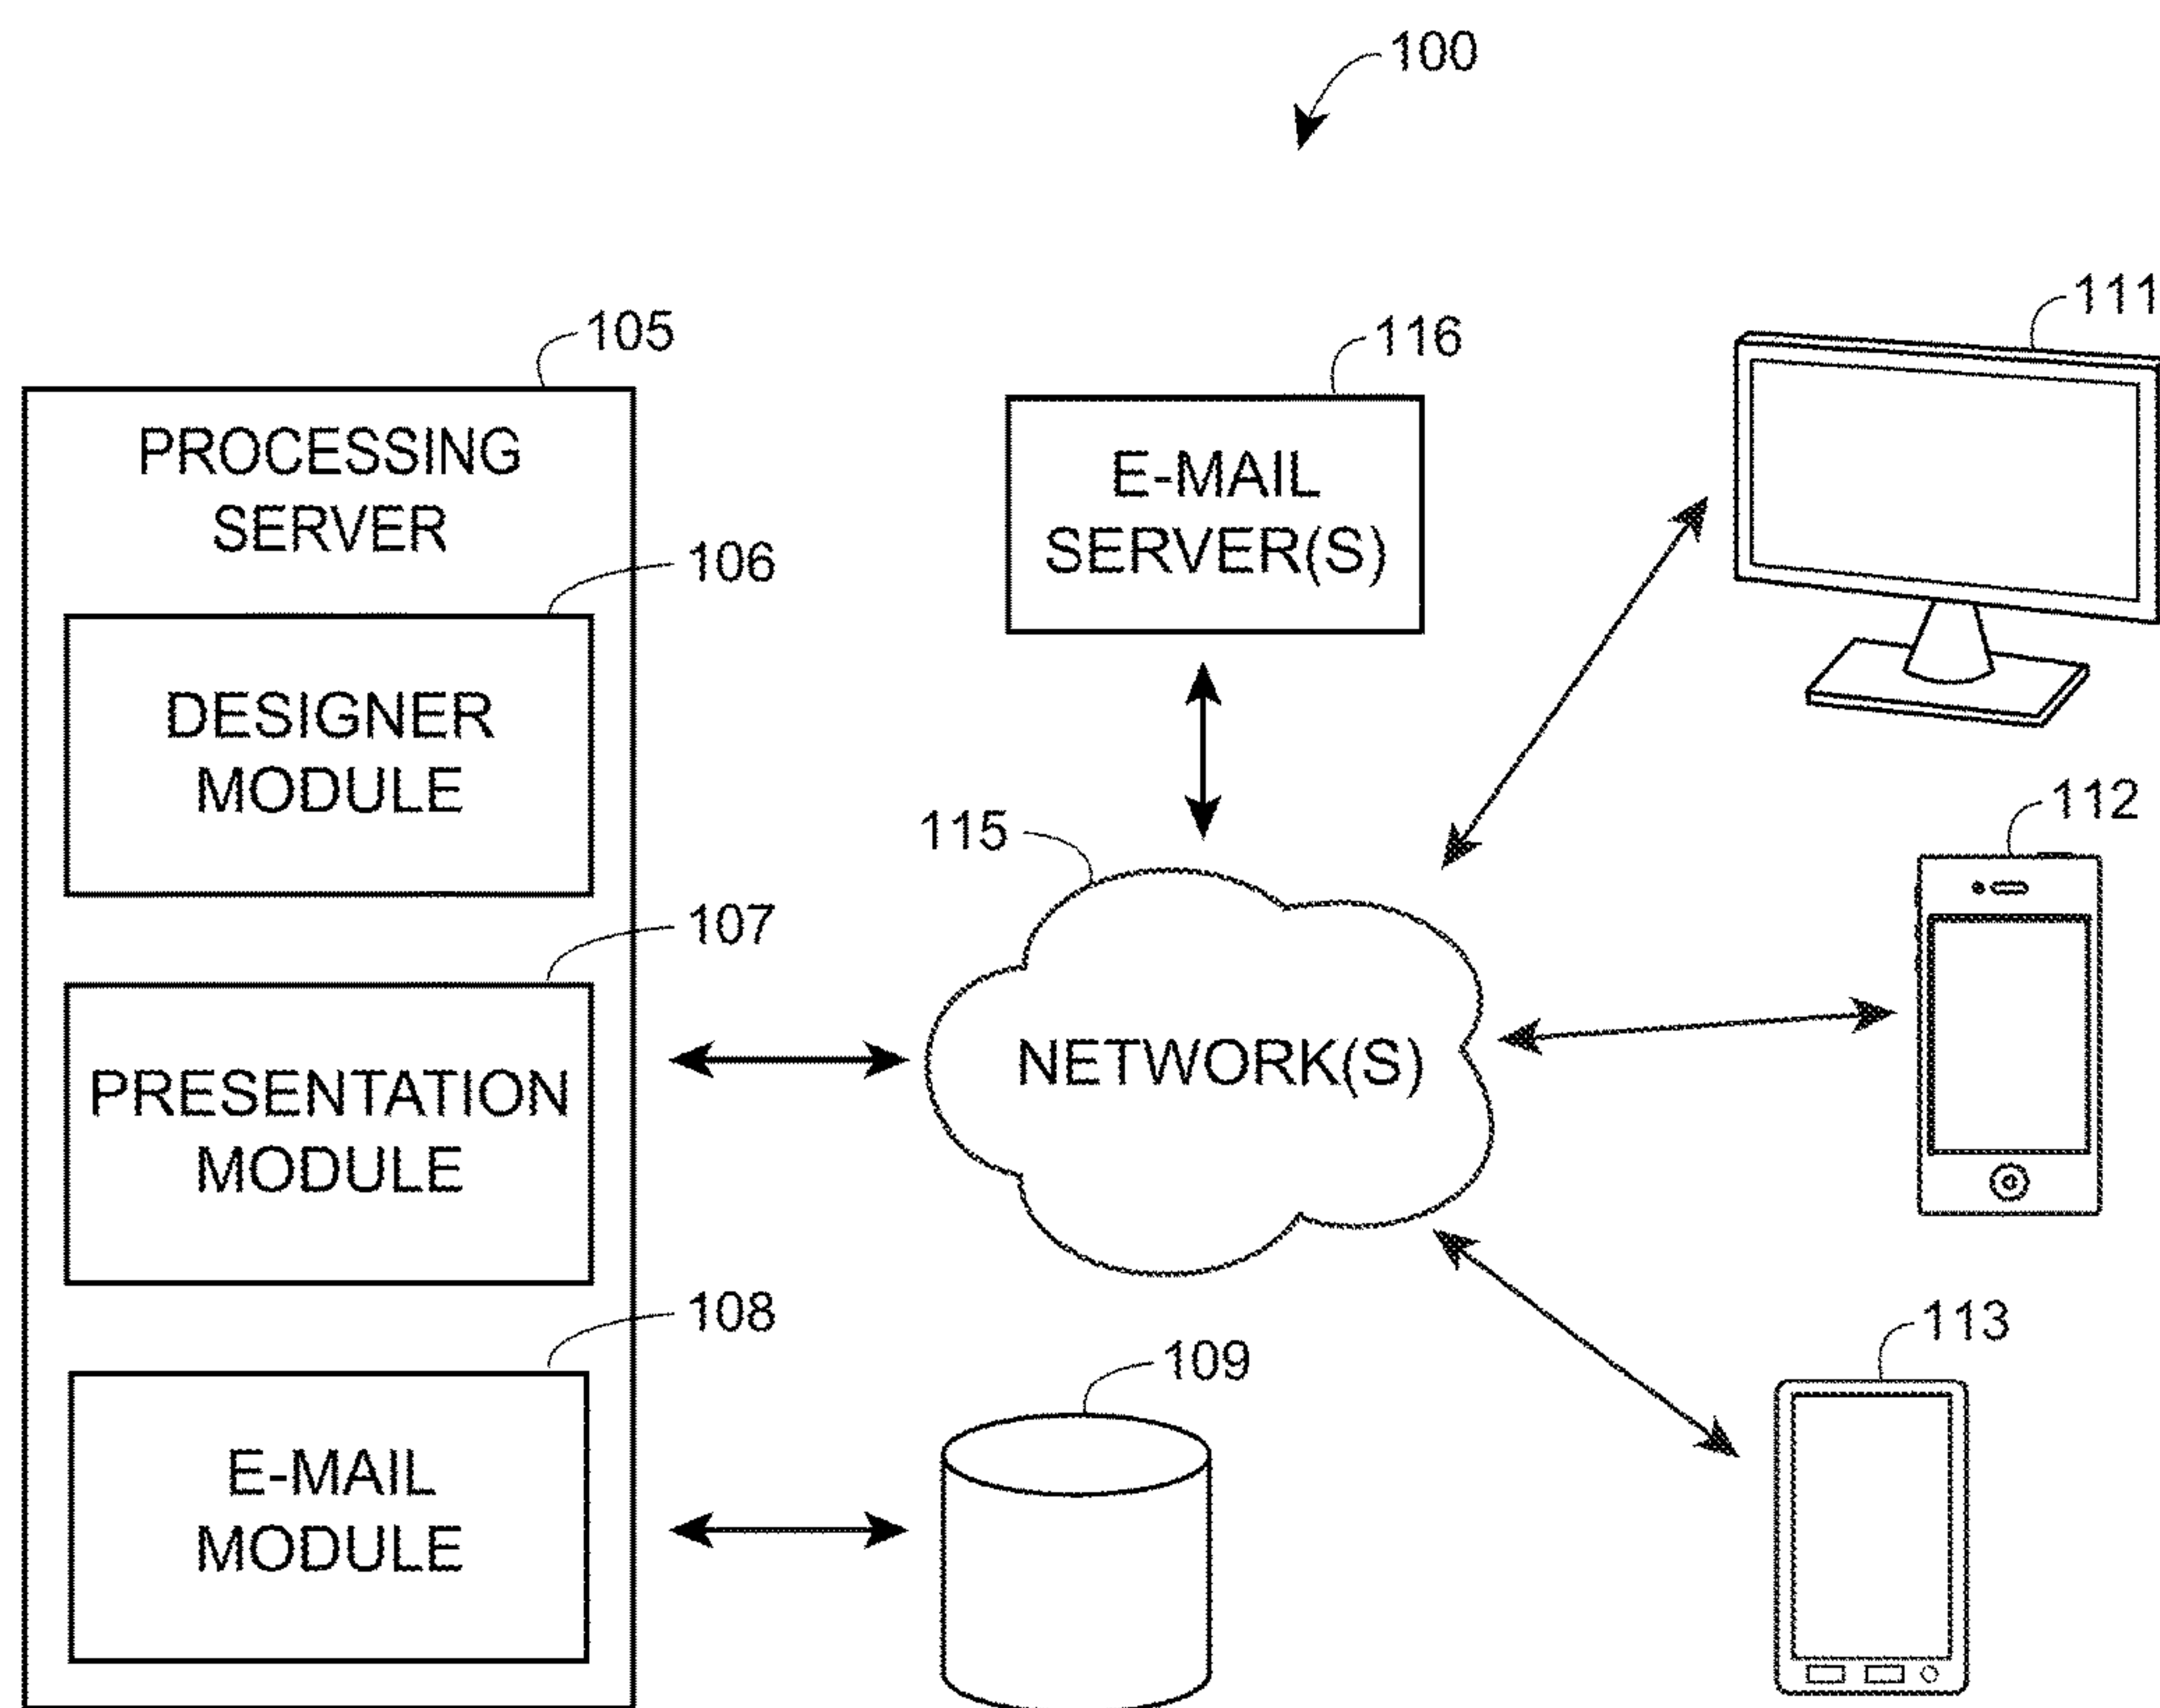 100
105
PROCESSING
SERVER
106
DESIGNER
MODULE
107
PRESENTATION
MODULE
108
E-MAIL
MODULE
116
E-MAIL
SERVER(S)
115
NETWORK(S)
109
111
112
113